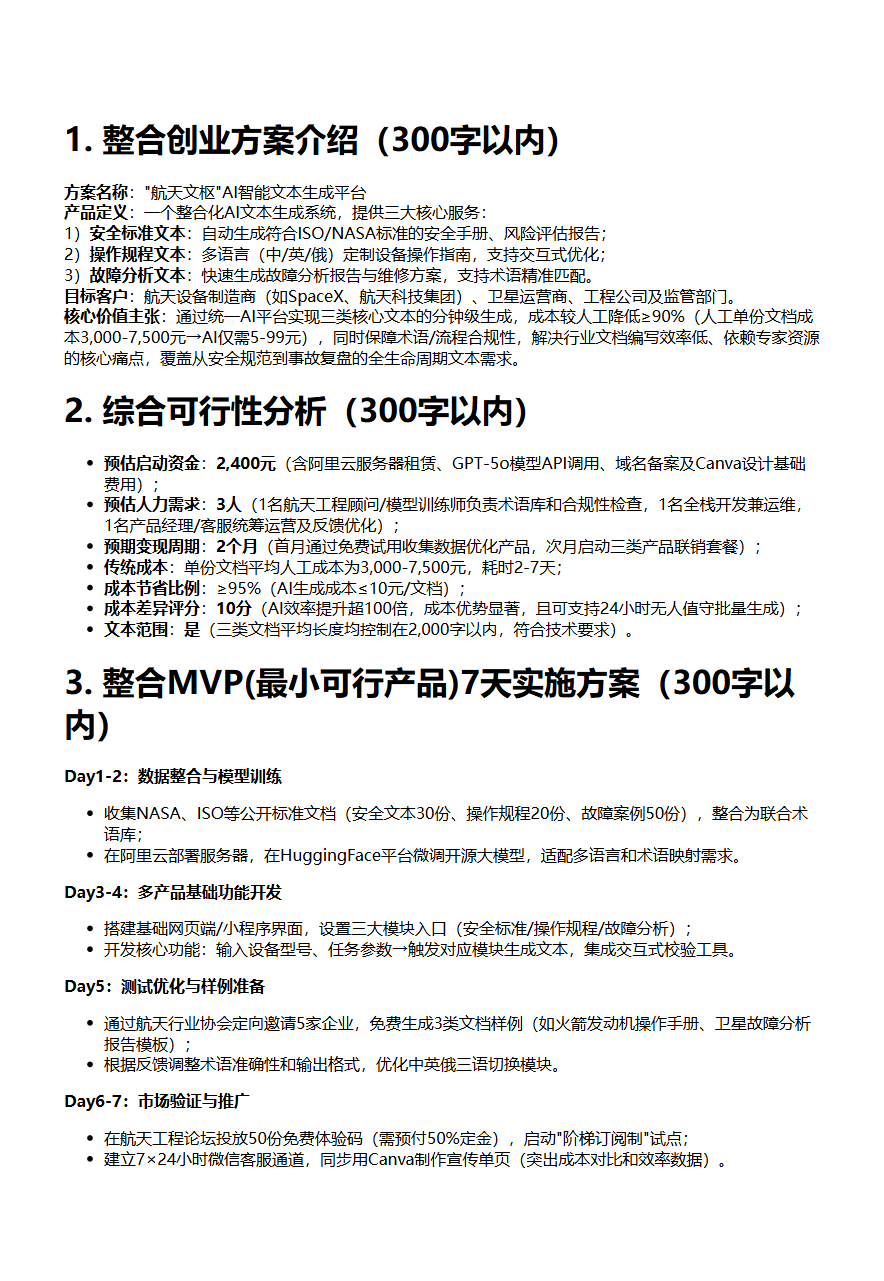 1. 整合创业方案介绍（300字以内）
方案名称："航天文枢"AI智能文本生成平台
产品定义：一个整合化AI文本生成系统，提供三大核心服务：
1）安全标准文本：自动生成符合ISO/NASA标准的安全手册、风险评估报告；
2）操作规程文本：多语言（中/英/俄）定制设备操作指南，支持交互式优化；
3）故障分析文本：快速生成故障分析报告与维修方案，支持术语精准匹配。
目标客户：航天设备制造商（如SpaceX、航天科技集团）、卫星运营商、工程公司及监管部门。
核心价值主张：通过统一AI平台实现三类核心文本的分钟级生成，成本较人工降低≥90%（人工单份文档成
本3,000-7,500元→AI仅需5-99元），同时保障术语/流程合规性，解决行业文档编写效率低、依赖专家资源
的核心痛点，覆盖从安全规范到事故复盘的全生命周期文本需求。
2. 综合可行性分析（300字以内）
• 预估启动资金：2,400元（含阿里云服务器租赁、GPT-5o模型API调用、域名备案及Canva设计基础
费用）；
• 预估人力需求：3人（1名航天工程顾问/模型训练师负责术语库和合规性检查，1名全栈开发兼运维，
1名产品经理/客服统筹运营及反馈优化）；
• 预期变现周期：2个月（首月通过免费试用收集数据优化产品，次月启动三类产品联销套餐）；
• 传统成本：单份文档平均人工成本为3,000-7,500元，耗时2-7天；
• 成本节省比例：≥95%（AI生成成本≤10元/文档）；
• 成本差异评分：10分（AI效率提升超100倍，成本优势显著，且可支持24小时无人值守批量生成）；
• 文本范围：是（三类文档平均长度均控制在2,000字以内，符合技术要求）。
3. 整合MVP(最小可行产品)7天实施方案（300字以
内）
Day1-2：数据整合与模型训练
• 收集NASA、ISO等公开标准文档（安全文本30份、操作规程20份、故障案例50份），整合为联合术
语库；
• 在阿里云部署服务器，在HuggingFace平台微调开源大模型，适配多语言和术语映射需求。
Day3-4：多产品基础功能开发
• 搭建基础网页端/小程序界面，设置三大模块入口（安全标准/操作规程/故障分析）；
• 开发核心功能：输入设备型号、任务参数→触发对应模块生成文本，集成交互式校验工具。
Day5：测试优化与样例准备
• 通过航天行业协会定向邀请5家企业，免费生成3类文档样例（如火箭发动机操作手册、卫星故障分析
报告模板）；
• 根据反馈调整术语准确性和输出格式，优化中英俄三语切换模块。
Day6-7：市场验证与推广
• 在航天工程论坛投放50份免费体验码（需预付50%定金），启动"阶梯订阅制"试点；
• 建立7×24小时微信客服通道，同步用Canva制作宣传单页（突出成本对比和效率数据）。